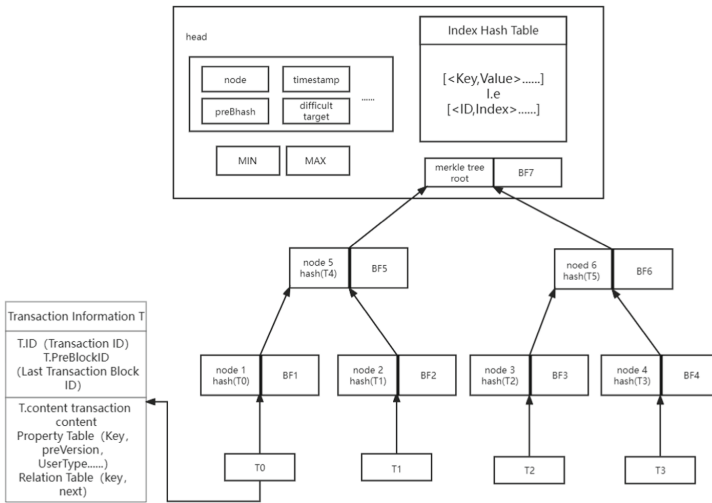 head
Index Hash Table
node
timestamp
[<Key,Value>......]
I.e
[<ID,Index>......]
preBhash
difficult
target
......
MIN
MAX
merkle tree
root
BF7
node 5
hash(T4)
BF5
noed 6
hash(T5)
BF6
Transaction Information T
T.ID (Transaction ID)
T.PreBlockID
(Last Transaction Block
ID)
T.content transaction
content
Property Table (Key,
preVersion,
UserType......)
Relation Table (key,
next)
node 1
hash(T0)
BF1
node 2
hash(T1)
BF2
node 3
hash(T2)
BF3
node 4
hash(T3)
BF4
T0
T1
T2
T3